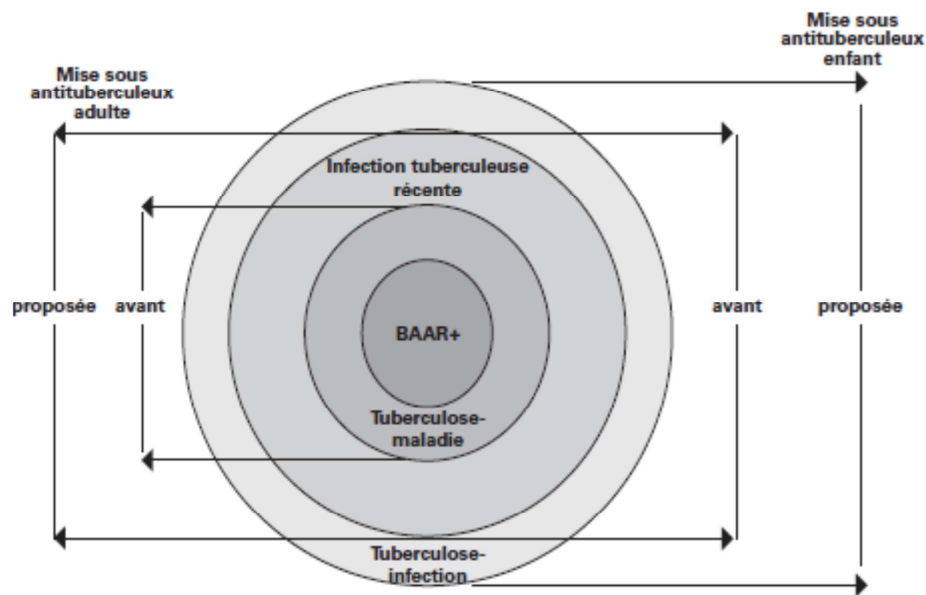 Mise sous
antituberculeux
enfant
Mise sous
antituberculeux
adulte
Infection tuberculeuse
récente
proposée
avant
BAAR+
avant
proposée
Tuberculose-
maladie
Tuberculose-
infection